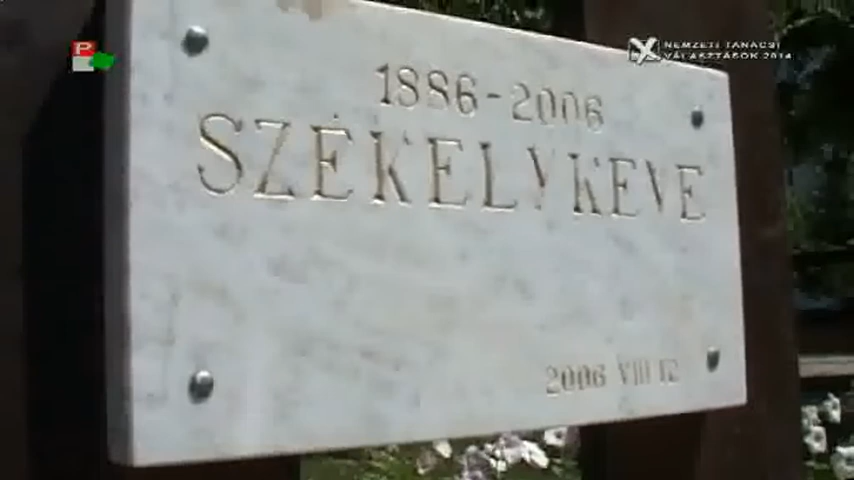 P
NEMZETI TANÁCSI
VÁLASZTÁSOK 2014
1886-2006
SZÉKELYKEVE
2006 VIII 12